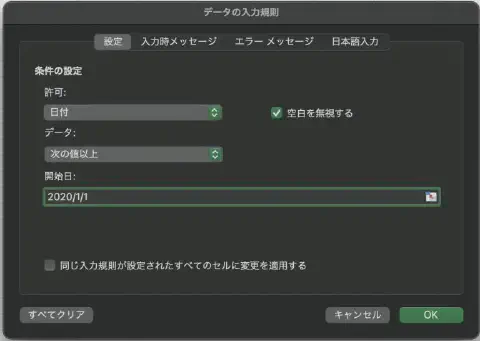 データの入力規則
設定 入力時メッセージ エラー メッセージ 日本語入力
条件の設定
許可:
日付 空白を無視する
データ:
次の値以上
開始日:
2020/1/1
同じ入力規則が設定されたすべてのセルに変更を適用する
すべてクリア キャンセル OK